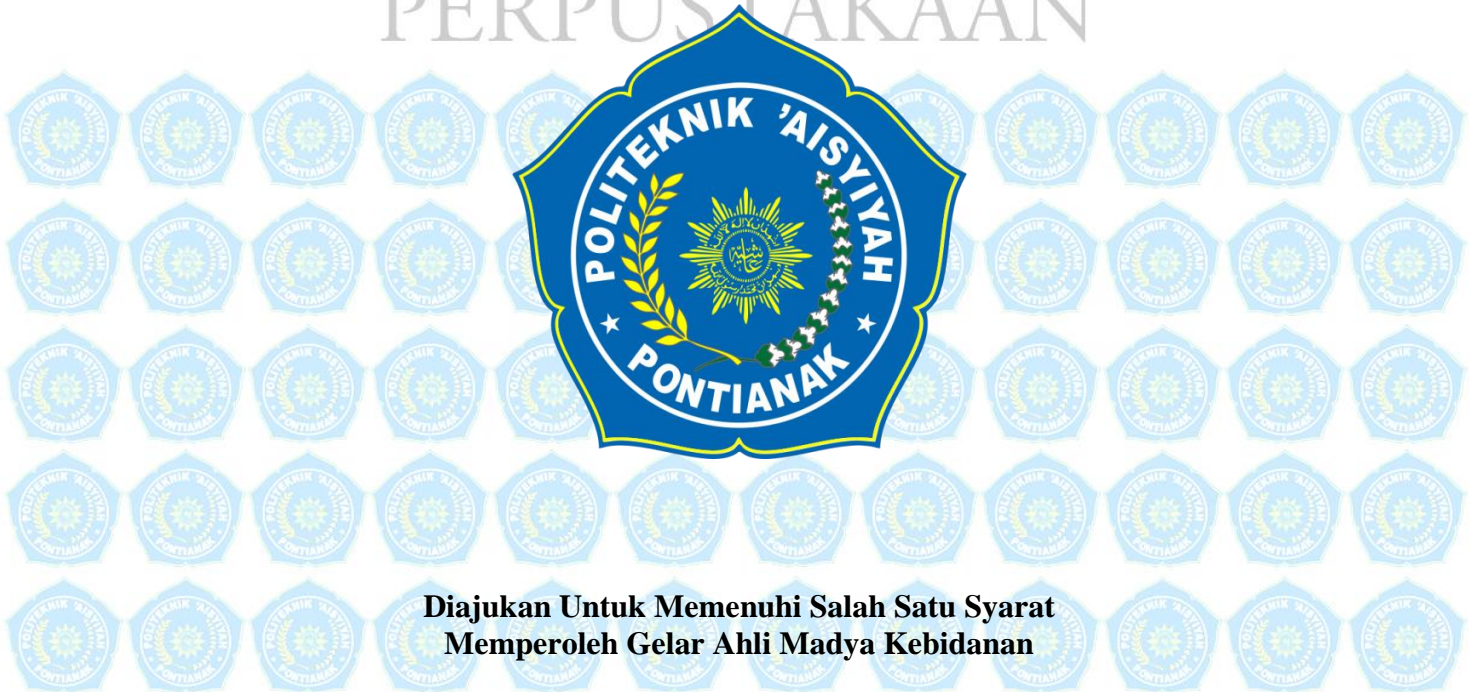 PERPUSTAKAAN
POLITEKNIK 'AISYIYAH
PONTIANAK
Diajukan Untuk Memenuhi Salah Satu Syarat
Memperoleh Gelar Ahli Madya Kebidanan